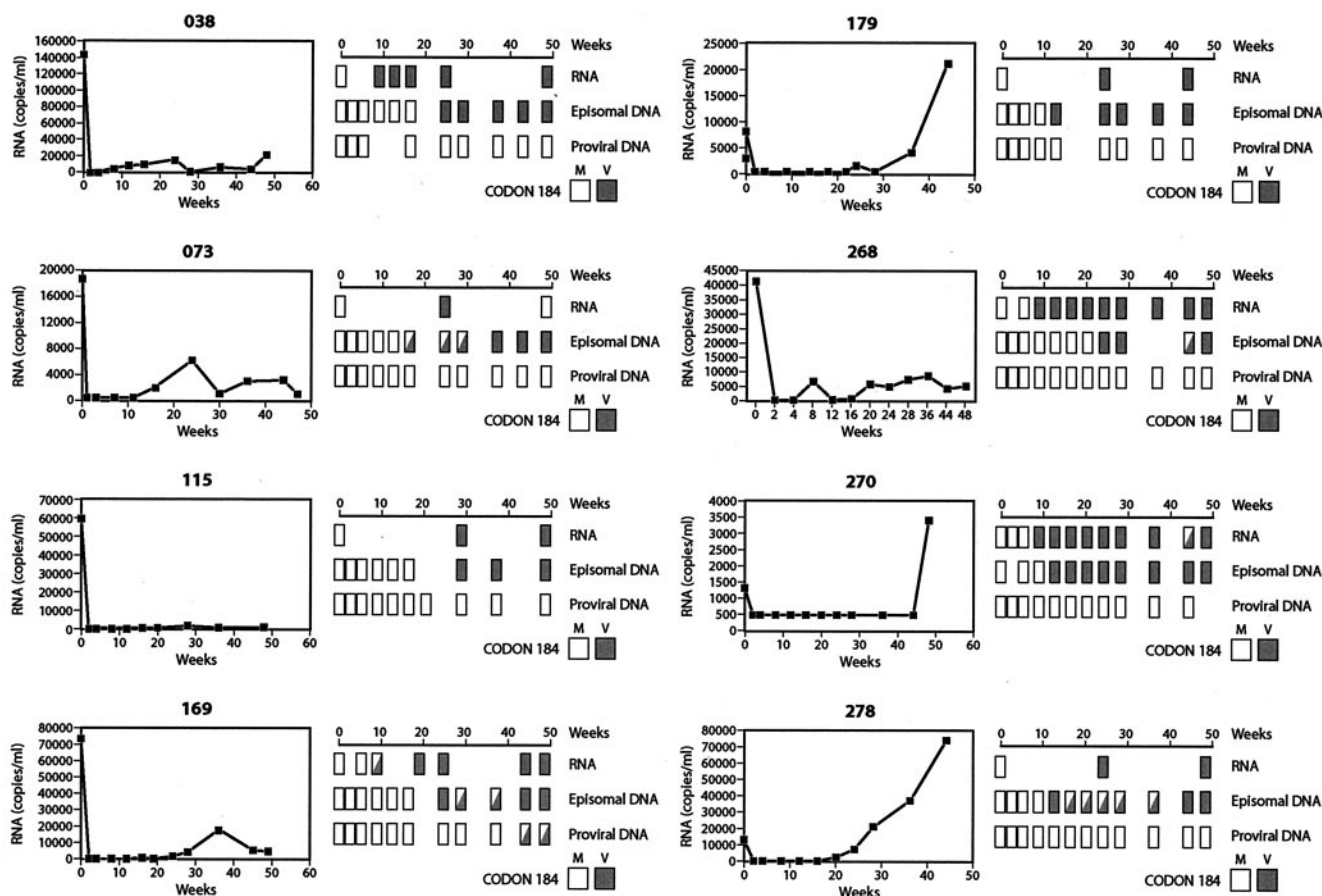 038
160000
140000
120000
100000
80000
60000
40000
20000
0
RNA (copies/ml)
0 10 20 30 40 50 60
Weeks
0 10 20 30 40 50 Weeks
RNA
Episomal DNA
Proviral DNA
M V
CODON 184
179
25000
20000
15000
10000
5000
0
RNA (copies/ml)
0 10 20 30 40 50
Weeks
0 10 20 30 40 50 Weeks
RNA
Episomal DNA
Proviral DNA
M V
CODON 184
073
20000
16000
12000
8000
4000
0
RNA (copies/ml)
0 10 20 30 40 50
Weeks
0 10 20 30 40 50 Weeks
RNA
Episomal DNA
Proviral DNA
M V
CODON 184
268
45000
40000
35000
30000
25000
20000
15000
10000
5000
0
RNA (copies/ml)
0 2 4 8 12 16 20 24 28 36 44 48
Weeks
0 10 20 30 40 50 Weeks
RNA
Episomal DNA
Proviral DNA
M V
CODON 184
115
70000
60000
50000
40000
30000
20000
10000
0
RNA (copies/ml)
0 10 20 30 40 50 60
Weeks
0 10 20 30 40 50 Weeks
RNA
Episomal DNA
Proviral DNA
M V
CODON 184
270
4000
3500
3000
2500
2000
1500
1000
500
0
RNA (copies/ml)
0 10 20 30 40 50 60
Weeks
0 10 20 30 40 50 Weeks
RNA
Episomal DNA
Proviral DNA
M V
CODON 184
169
80000
70000
60000
50000
40000
30000
20000
10000
0
RNA (copies/ml)
0 10 20 30 40 50 60
Weeks
0 10 20 30 40 50 Weeks
RNA
Episomal DNA
Proviral DNA
M V
CODON 184
278
80000
70000
60000
50000
40000
30000
20000
10000
0
RNA (copies/ml)
0 10 20 30 40 50
Weeks
0 10 20 30 40 50 Weeks
RNA
Episomal DNA
Proviral DNA
M V
CODON 184